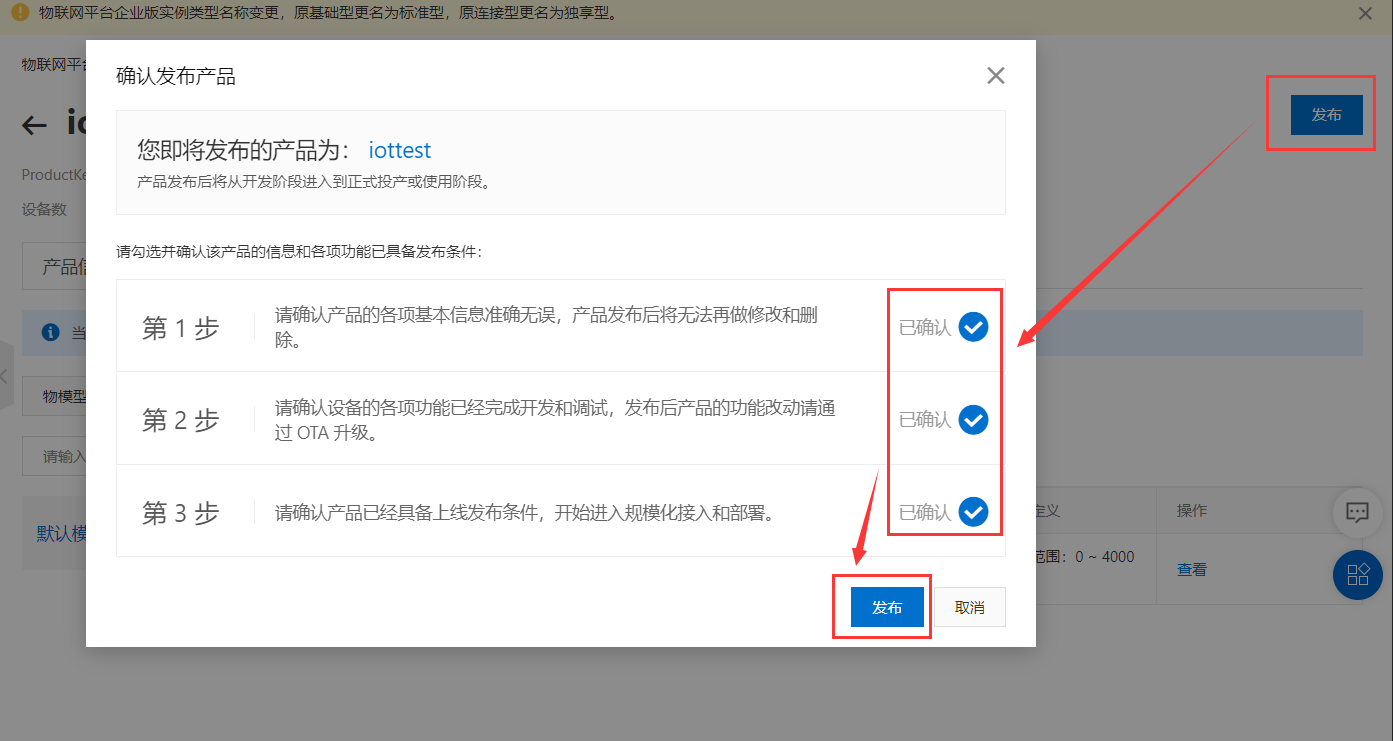 物联网平台企业版实例类型名称变更，原基础型更名为标准型，原连接型更名为独享型。
物联网平台
确认发布产品
发布
您即将发布的产品为： iottest
产品发布后将从开发阶段进入到正式投产或使用阶段。
ProductKe
设备数
请勾选并确认该产品的信息和各项功能已具备发布条件：
产品信
第 1 步
请确认产品的各项基本信息准确无误，产品发布后将无法再做修改和删
除。
已确认
当
物模型
第 2 步
请确认设备的各项功能已经完成开发和调试，发布后产品的功能改动请通
过 OTA 升级。
已确认
请输入
第 3 步
请确认产品已经具备上线发布条件，开始进入规模化接入和部署。
已确认
定义
操作
默认模
范围：0 ~ 4000
查看
发布
取消